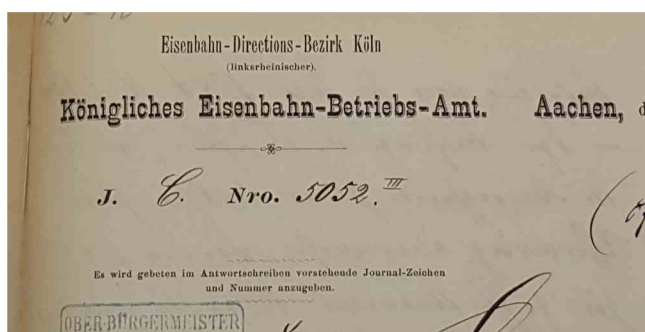 Eisenbahn-Directions-Bezirk Köln
(linksrheinischer).
Königliches Eisenbahn-Betriebs-Amt. Aachen,
J. C. Nro. 5052.III
Es wird gebeten im Antwortschreiben vorstehende Journal-Zeichen
und Nummer anzugeben.
OBER-BÜRGERMEISTER